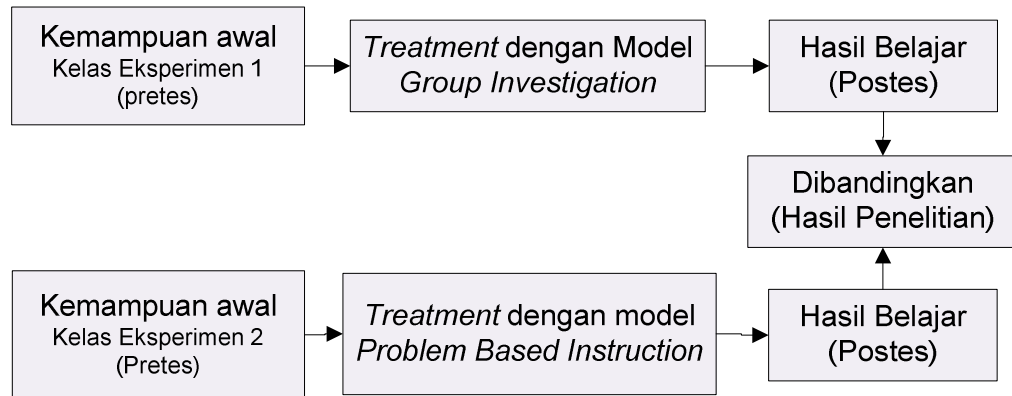 Kemampuan awal
Kelas Eksperimen 1
(pretes)
Treatment dengan Model
Group Investigation
Hasil Belajar
(Postes)
Dibandingkan
(Hasil Penelitian)
Kemampuan awal
Kelas Eksperimen 2
(Pretes)
Treatment dengan model
Problem Based Instruction
Hasil Belajar
(Postes)